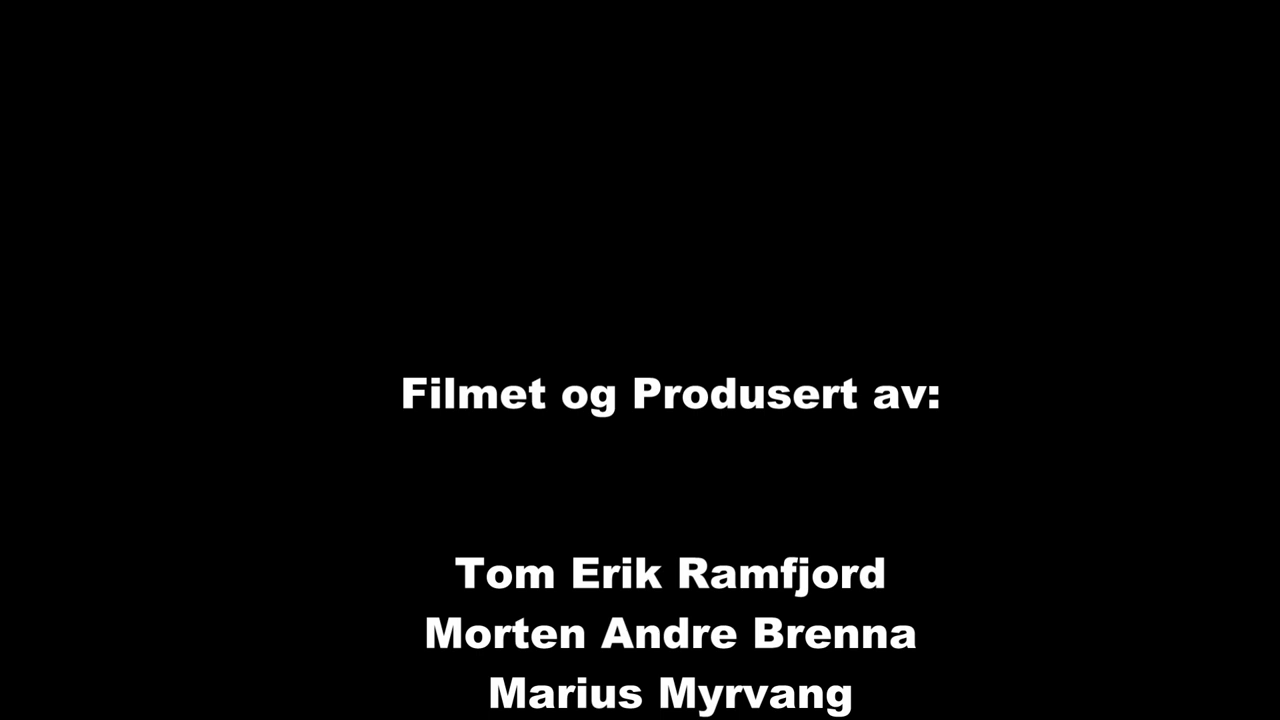 Filmet og Produsert av:
Tom Erik Ramfjord
Morten Andre Brenna
Marius Myrvang